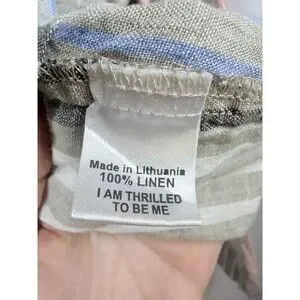 Made in Lithuania
100% LINEN
I AM THRILLED
TO BE ME